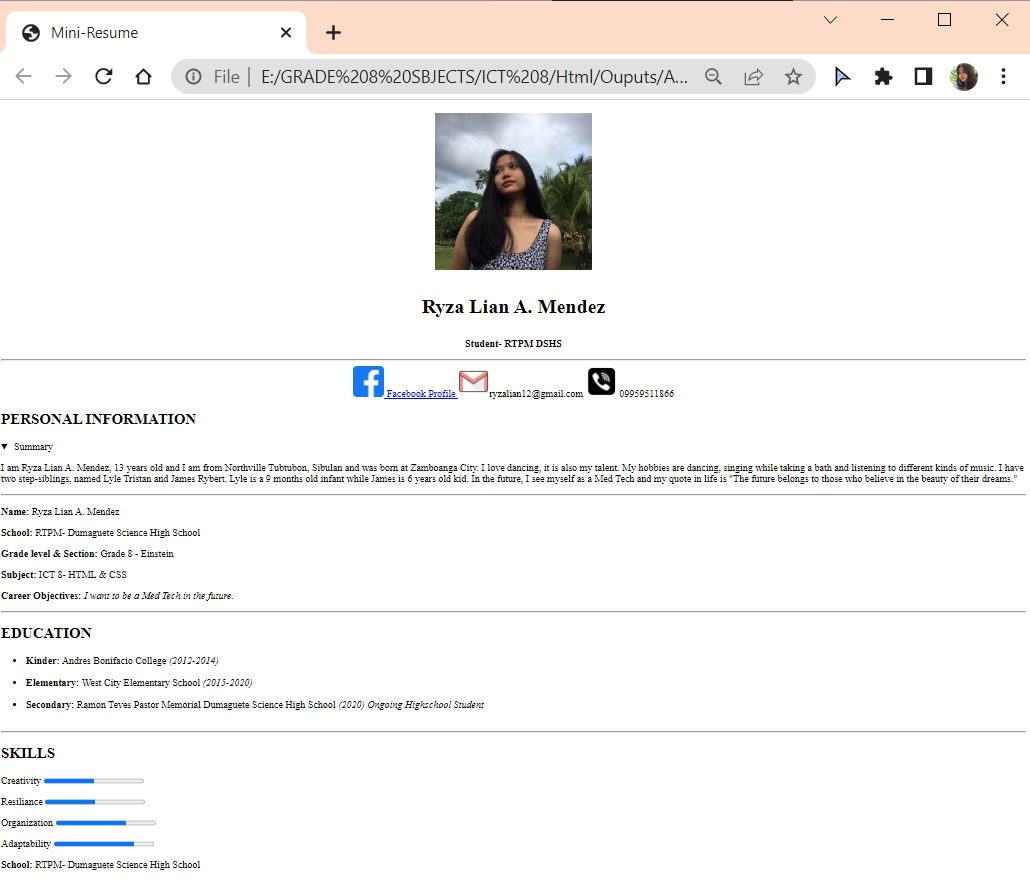 Mini-Resume
File | E:/GRADE%208%20SBJECTS/ICT%208/Html/Ouputs/A...
Ryza Lian A. Mendez
Student- RTPM DSHS
Facebook Profile ryzalian12@gmail.com 09959511866
PERSONAL INFORMATION
▼ Summary
I am Ryza Lian A. Mendez, 13 years old and I am from Northville Tubtubon, Sibulan and was born at Zamboanga City. I love dancing, it is also my talent. My hobbies are dancing, singing while taking a bath and listening to different kinds of music. I have
two step-siblings, named Lyle Tristan and James Rybert. Lyle is a 9 months old infant while James is 6 years old kid. In the future, I see myself as a Med Tech and my quote in life is "The future belongs to those who believe in the beauty of their dreams."
Name: Ryza Lian A. Mendez
School: RTPM- Dumaguete Science High School
Grade level & Section: Grade 8 - Einstein
Subject: ICT 8- HTML & CSS
Career Objectives: I want to be a Med Tech in the future.
EDUCATION
• Kinder: Andres Bonifacio College (2012-2014)
• Elementary: West City Elementary School (2015-2020)
• Secondary: Ramon Teves Pastor Memorial Dumaguete Science High School (2020) Ongoing Highschool Student
SKILLS
Creativity
Resiliance
Organization
Adaptability
School: RTPM- Dumaguete Science High School